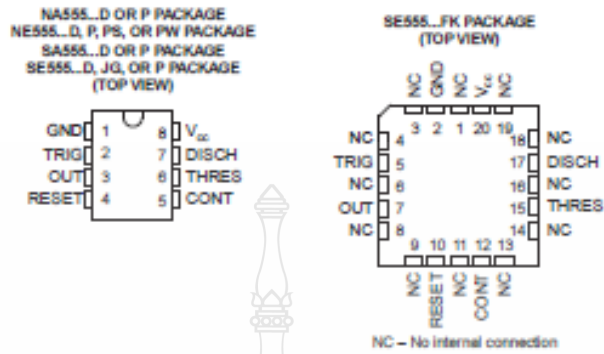 NA555...D OR P PACKAGE
NE555...D, P, PS, OR PW PACKAGE
SA555...D OR P PACKAGE
SE555...D, JG, OR P PACKAGE
(TOP VIEW)
GND 1 8 Vcc
TRIG 2 7 DISCH
OUT 3 6 THRES
RESET 4 5 CONT
SE555...FK PACKAGE
(TOP VIEW)
NC GND NC Vcc NC
3 2 1 20 19
NC 4 18 NC
TRIG 5 17 DISCH
NC 6 16 NC
OUT 7 15 THRES
NC 8 14 NC
9 10 11 12 13
NC RESET NC CONT NC
NC – No internal connection